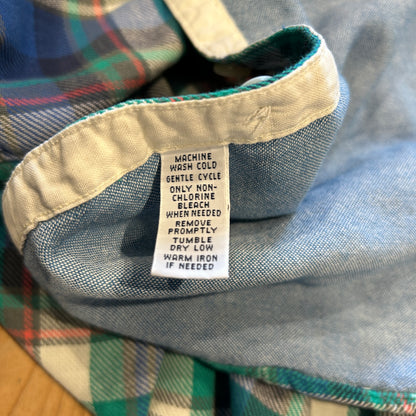 MACHINE
WASH COLD
GENTLE CYCLE
ONLY NON-
CHLORINE
BLEACH
WHEN NEEDED
REMOVE
PROMPTLY
TUMBLE
DRY LOW
WARM IRON
IF NEEDED